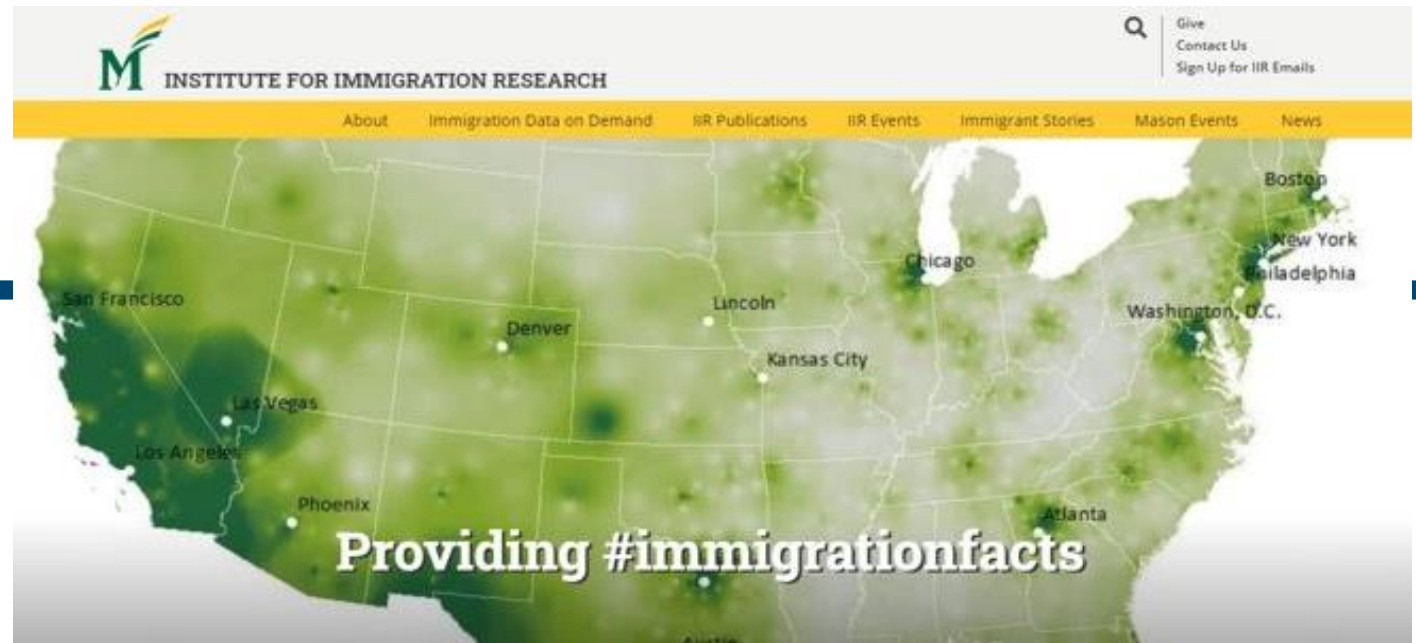 Give
Contact Us
Sign Up for IIR Emails
M INSTITUTE FOR IMMIGRATION RESEARCH
About Immigration Data on Demand IIR Publications IIR Events Immigrant Stories Mason Events News
Boston
New York
Chicago
Philadelphia
San Francisco
Lincoln
Washington, D.C.
Denver
Kansas City
Las Vegas
Los Angeles
Phoenix
Atlanta
Providing #immigrationfacts
Austin